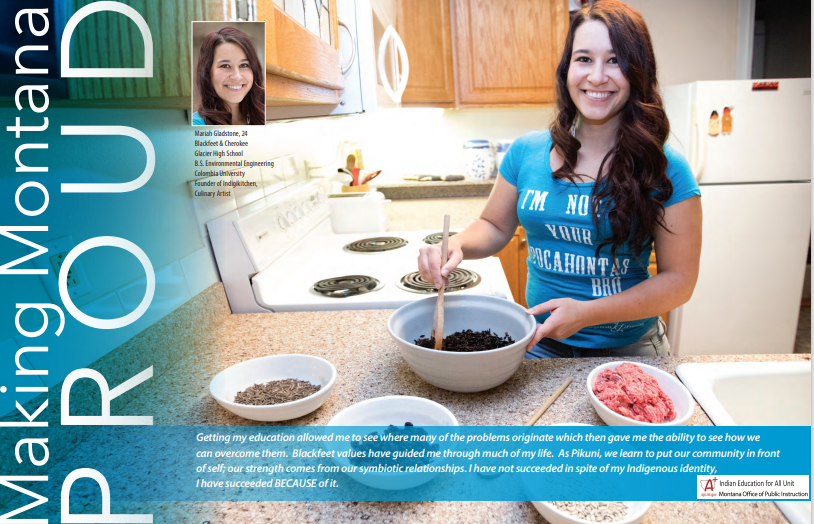 Making Montana
PROUD
Mariah Gladstone, 24
Blackfeet & Cherokee
Glacier High School
B.S. Environmental Engineering
Colombia University
Founder of Indigikitchen,
Culinary Artist
I'M NOT
YOUR
POCAHONTAS
BRO
Getting my education allowed me to see where many of the problems originate which then gave me the ability to see how we
can overcome them. Blackfeet values have guided me through much of my life. As Pikuni, we learn to put our community in front
of self; our strength comes from our symbiotic relationships. I have not succeeded in spite of my Indigenous identity,
I have succeeded BECAUSE of it.
A+
opi.mt.gov
Indian Education for All Unit
Montana Office of Public Instruction